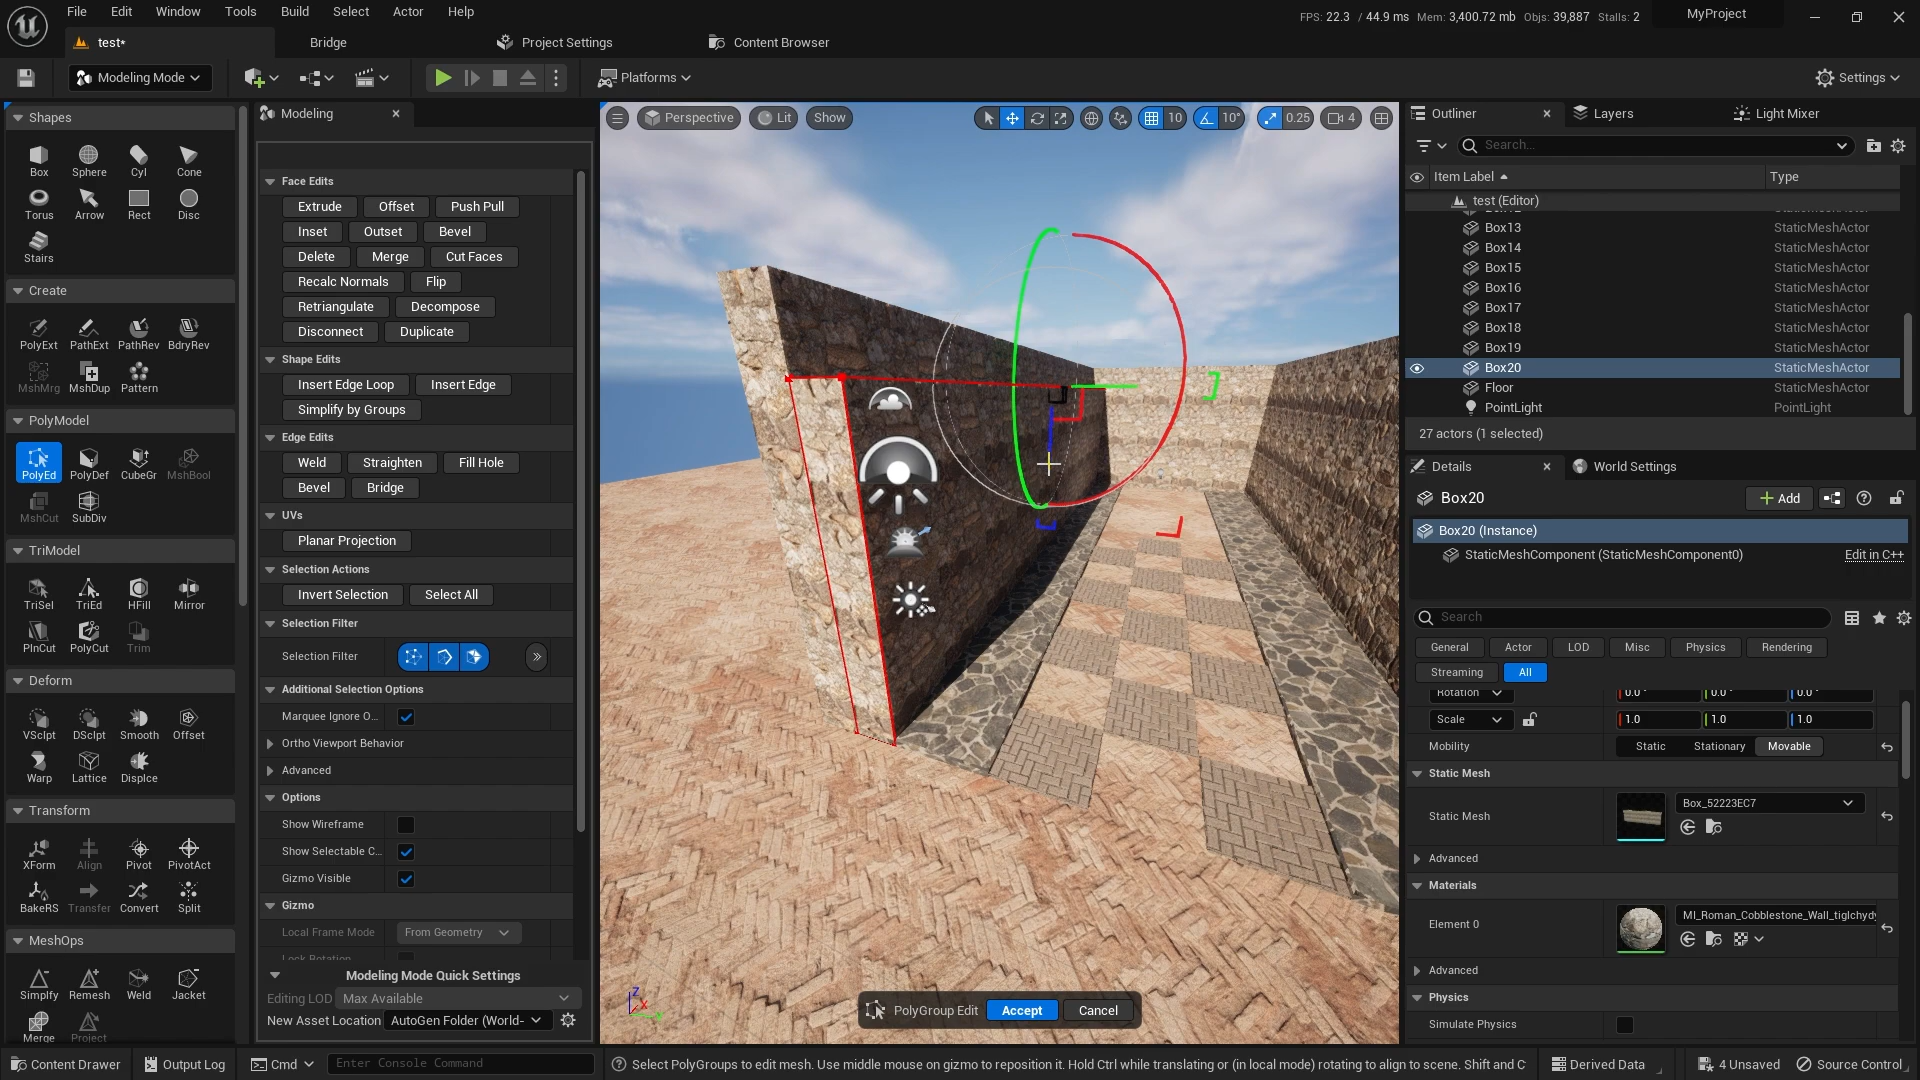 File Edit Window Tools Build Select Actor Help
FPS: 22.3 / 44.9 ms Mem: 3,400.72 mb Objs: 39,887 Stalls: 2
MyProject
test*
Bridge
Project Settings
Content Browser
Modeling Mode
Platforms
Settings
Shapes
Box Sphere Cyl Cone
Torus Arrow Rect Disc
Stairs
Create
PolyExt PathExt PathRev BdryRev
MshMrg MshDup Pattern
PolyModel
PolyEd PolyDef CubeGr MshBool
MshCut SubDiv
TriModel
TriSel TriEd HFill Mirror
PlnCut PolyCut Trim
Deform
VSclpt DSclpt Smooth Offset
Warp Lattice Displce
Transform
XForm Align Pivot PivotAct
BakeRS Transfer Convert Split
MeshOps
Simplfy Remesh Weld Jacket
Merge Project
Modeling
Face Edits
Extrude Offset Push Pull
Inset Outset Bevel
Delete Merge Cut Faces
Recalc Normals Flip
Retriangulate Decompose
Disconnect Duplicate
Shape Edits
Insert Edge Loop Insert Edge
Simplify by Groups
Edge Edits
Weld Straighten Fill Hole
Bevel Bridge
UVs
Planar Projection
Selection Actions
Invert Selection Select All
Selection Filter
Selection Filter
Additional Selection Options
Marquee Ignore O...
Ortho Viewport Behavior
Advanced
Options
Show Wireframe
Show Selectable C...
Gizmo Visible
Gizmo
Local Frame Mode From Geometry
Lock Rotation
Modeling Mode Quick Settings
Editing LOD Max Available
New Asset Location AutoGen Folder (World-
Perspective Lit Show
10 10° 0.25 4
Z
X
PolyGroup Edit Accept Cancel
Outliner
Layers
Light Mixer
Search...
Item Label Type
test (Editor)
Box12 StaticMeshActor
Box13 StaticMeshActor
Box14 StaticMeshActor
Box15 StaticMeshActor
Box16 StaticMeshActor
Box17 StaticMeshActor
Box18 StaticMeshActor
Box19 StaticMeshActor
Box20 StaticMeshActor
Floor StaticMeshActor
PointLight PointLight
27 actors (1 selected)
Details
World Settings
Box20
Add
Box20 (Instance)
StaticMeshComponent (StaticMeshComponent0) Edit in C++
Search
General Actor LOD Misc Physics Rendering
Streaming All
Rotation 0.0 ° 0.0 ° 0.0 °
Scale 1.0 1.0 1.0
Mobility Static Stationary Movable
Static Mesh
Static Mesh Box_52223EC7
Advanced
Materials
Element 0 MI_Roman_Cobblestone_Wall_tiglchyd
Advanced
Physics
Simulate Physics
Content Drawer Output Log Cmd Enter Console Command
Select PolyGroups to edit mesh. Use middle mouse on gizmo to reposition it. Hold Ctrl while translating or (in local mode) rotating to align to scene. Shift and C
Derived Data 4 Unsaved Source Control